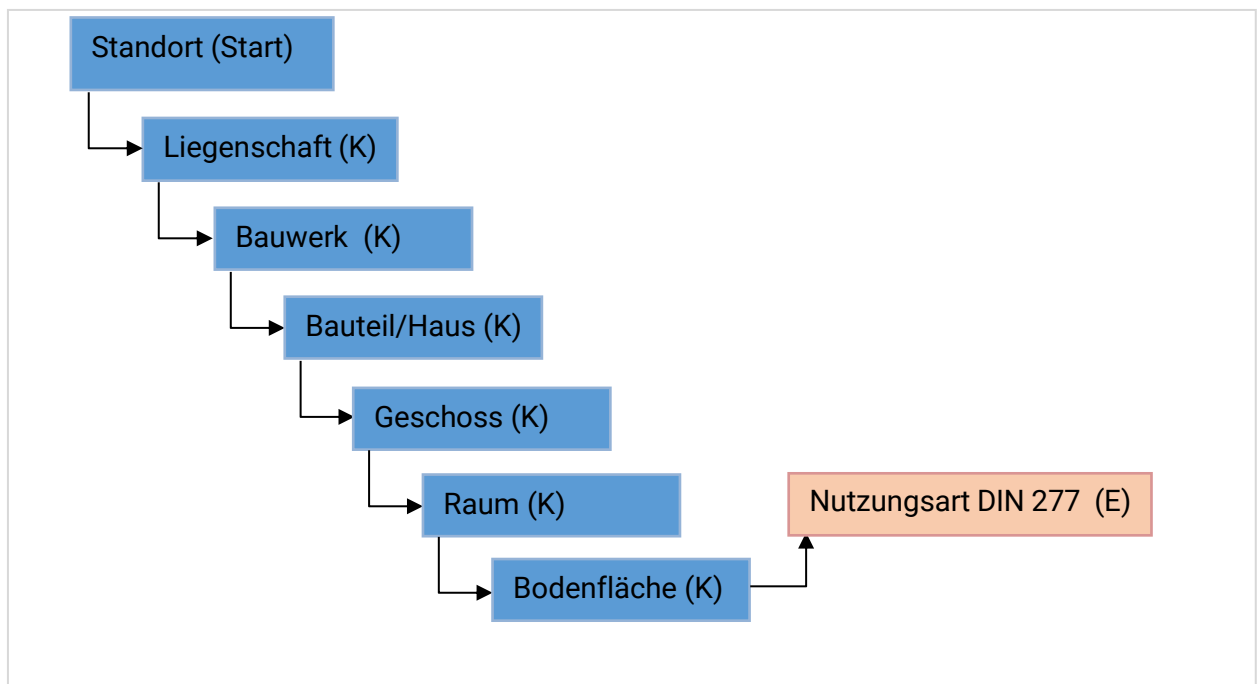 Standort (Start)
Liegenschaft (K)
Bauwerk  (K)
Bauteil/Haus (K)
Geschoss (K)
Raum (K)
Nutzungsart DIN 277  (E)
Bodenfläche (K)